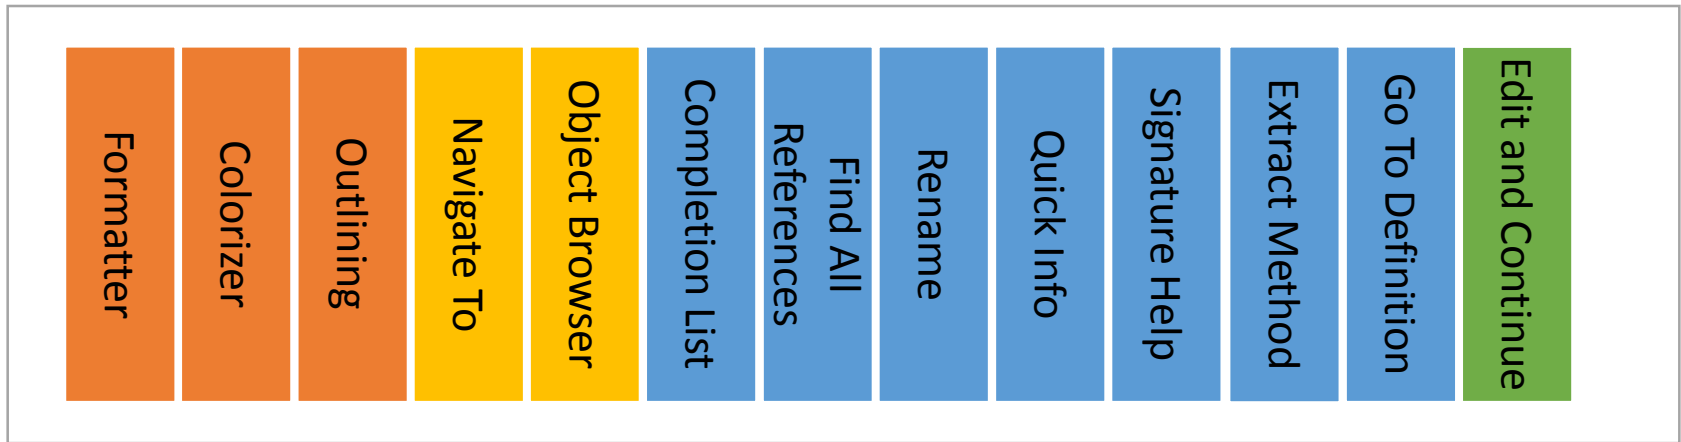 Formatter
Colorizer
Outlining
Navigate To
Object Browser
Completion List
Find All
References
Rename
Quick Info
Signature Help
Extract Method
Go To Definition
Edit and Continue